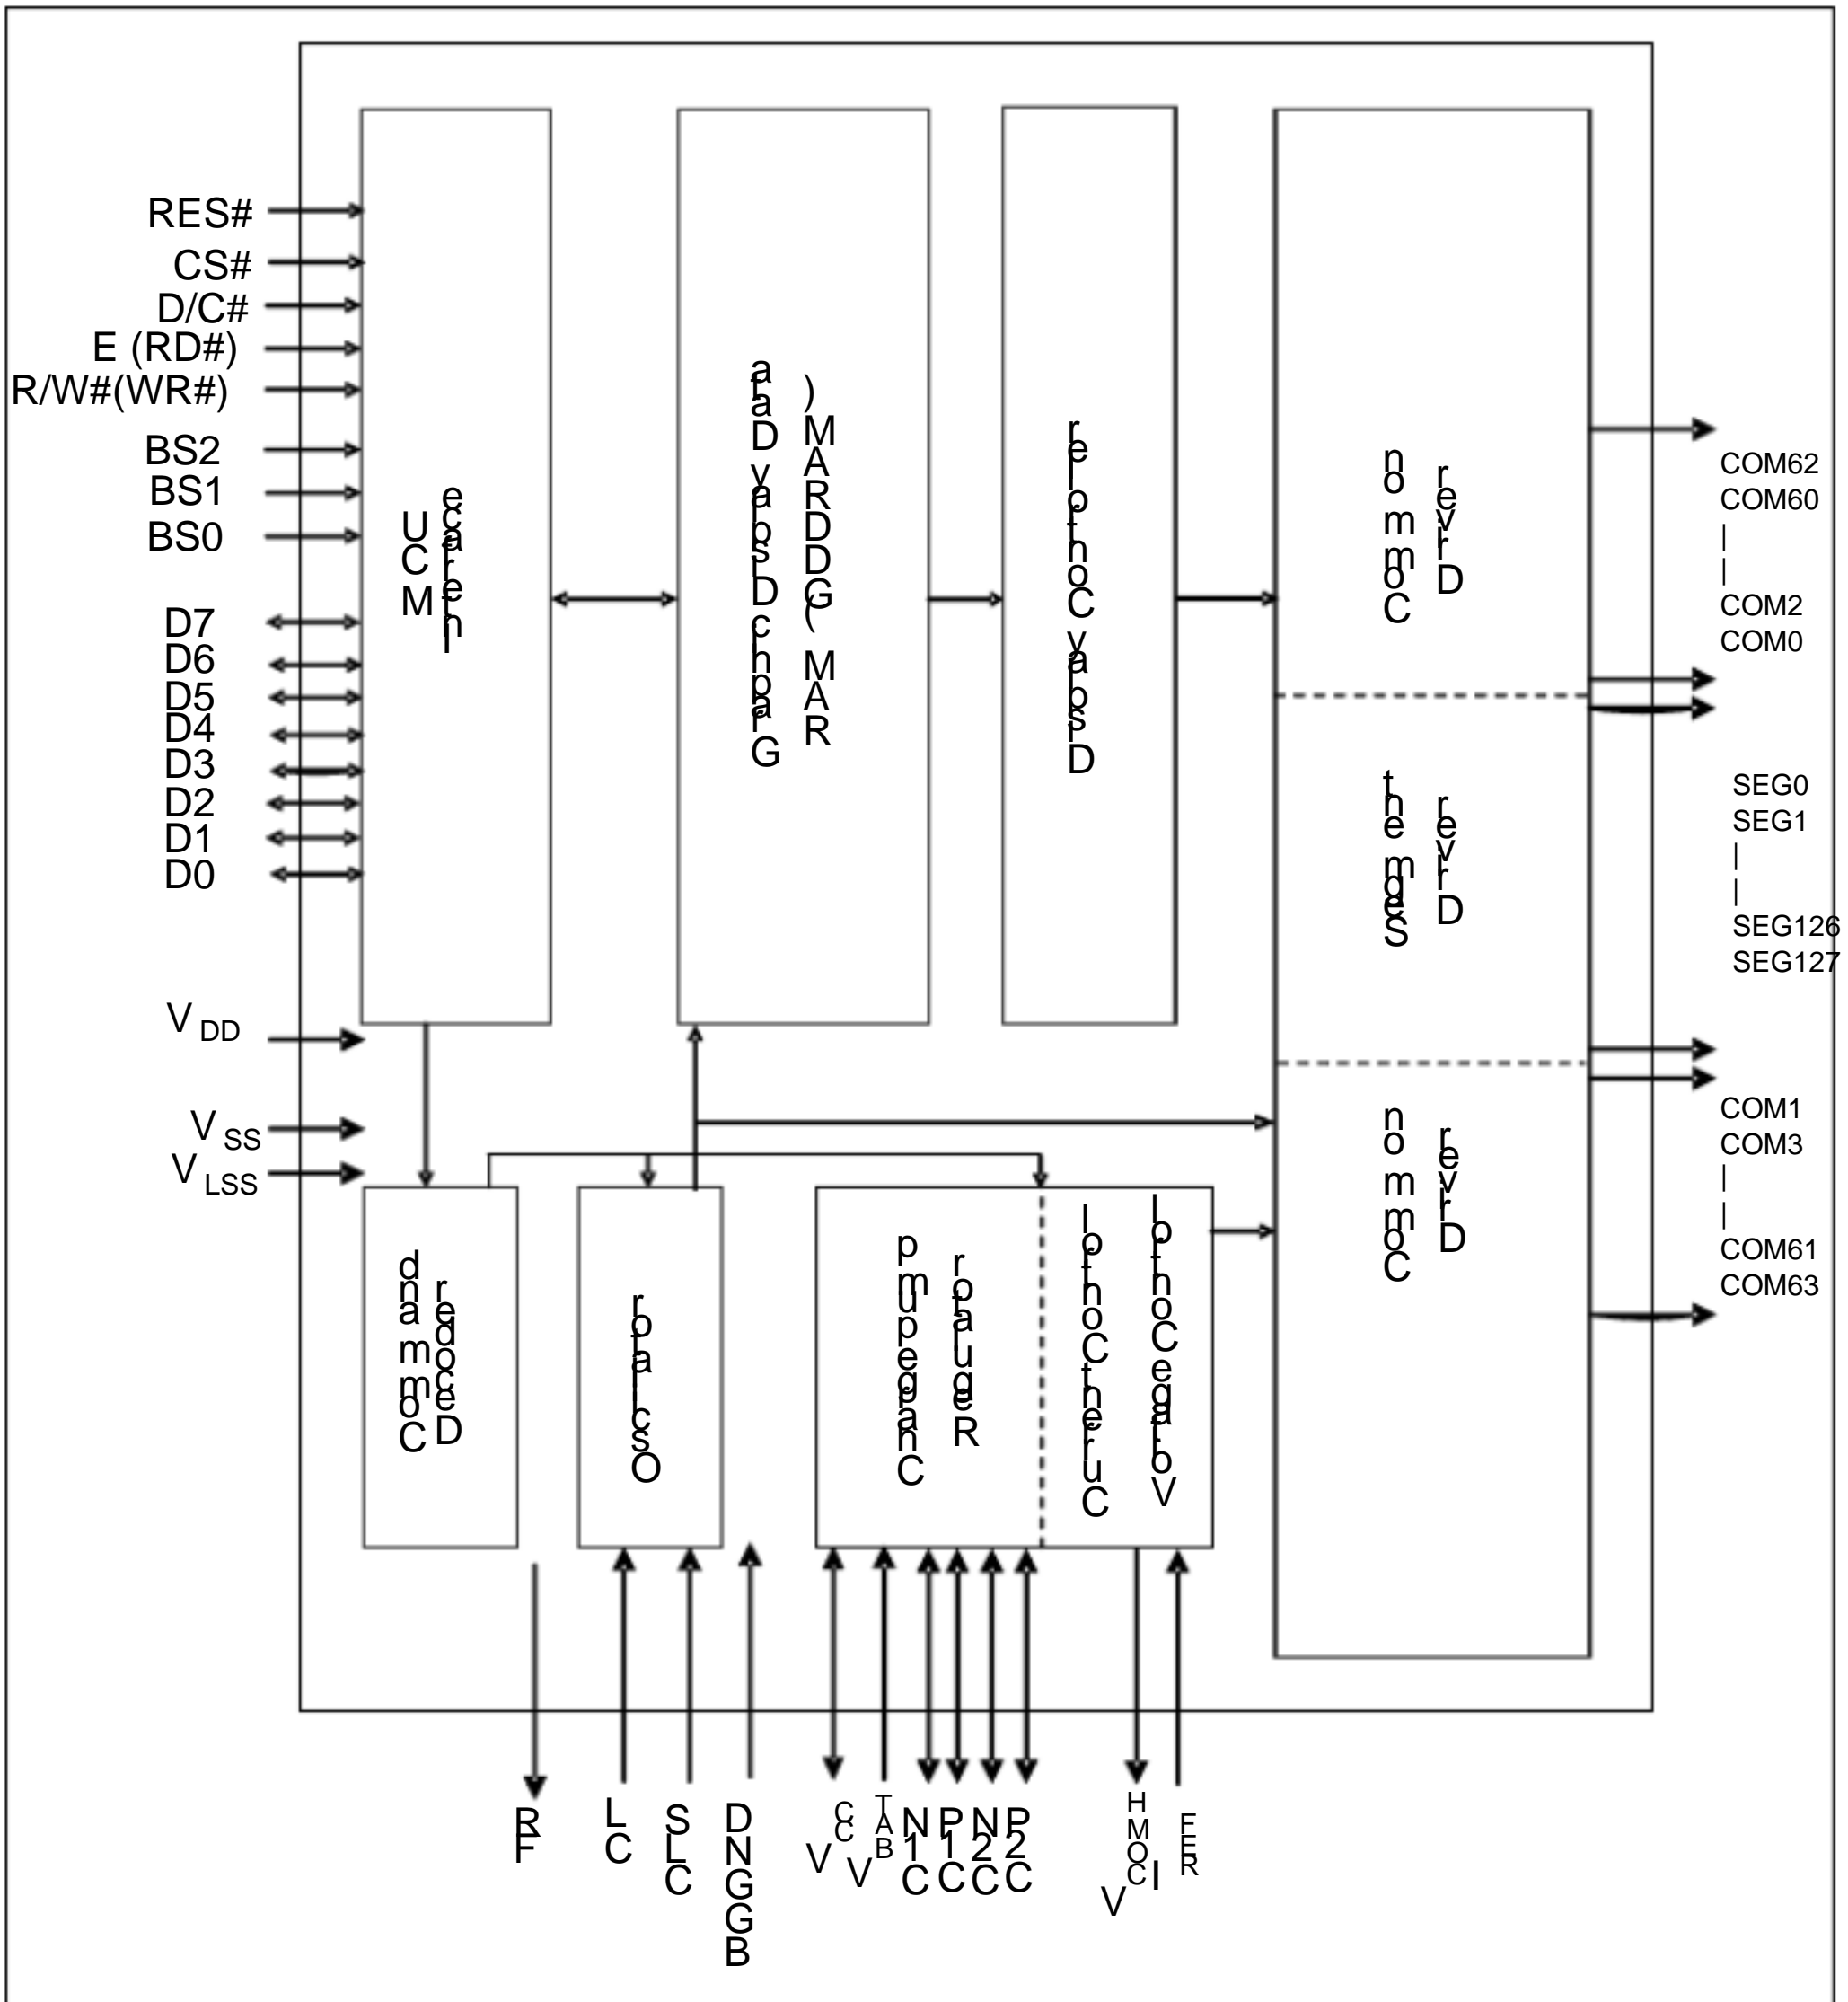 RES#
CS#
D/C#
E (RD#)
R/W#(WR#)
BS2
BS1
BS0
D7
D6
D5
D4
D3
D2
D1
D0
VDD
VSS
VLSS
MCU
Interface
Graphic Display Data
RAM (GDDRAM)
Display Controller
Common
Driver
Segment
Driver
Common
Driver
COM62
COM60
|
|
COM2
COM0
SEG0
SEG1
|
|
SEG126
SEG127
COM1
COM3
|
|
COM61
COM63
Command
Decoder
Oscillator
Charge pump
Regulator
Current Control
Voltage Control
FR
CL
CLS
BGGND
VCC
VBAT
C1N
C1P
C2N
C2P
VCOMH
IREF